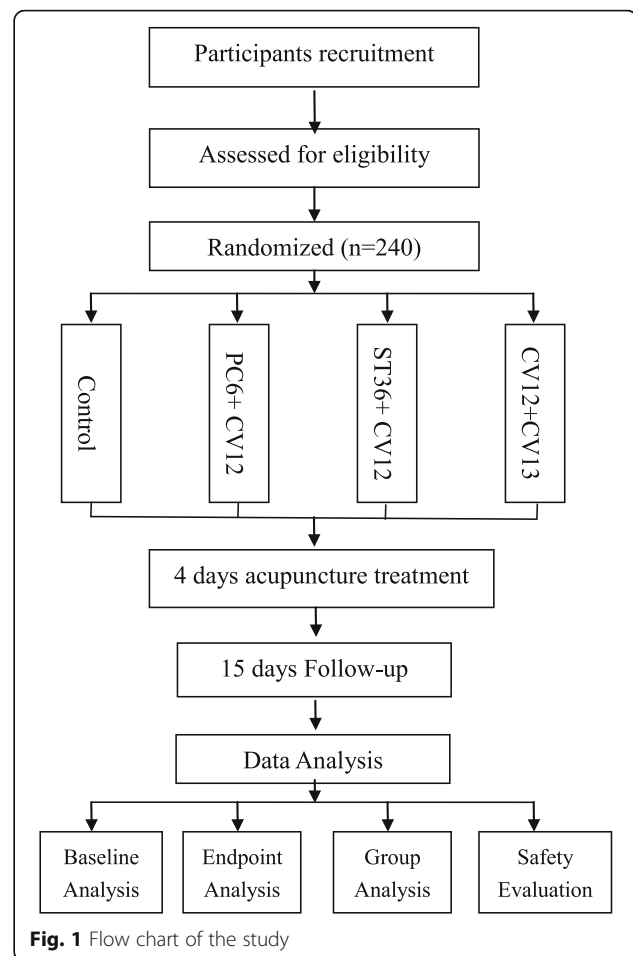 Participants recruitment
Assessed for eligibility
Randomized (n=240)
Control
PC6+ CV12
ST36+ CV12
CV12+CV13
4 days acupuncture treatment
15 days Follow-up
Data Analysis
Baseline
Analysis
Endpoint
Analysis
Group
Analysis
Safety
Evaluation
Fig. 1 Flow chart of the study